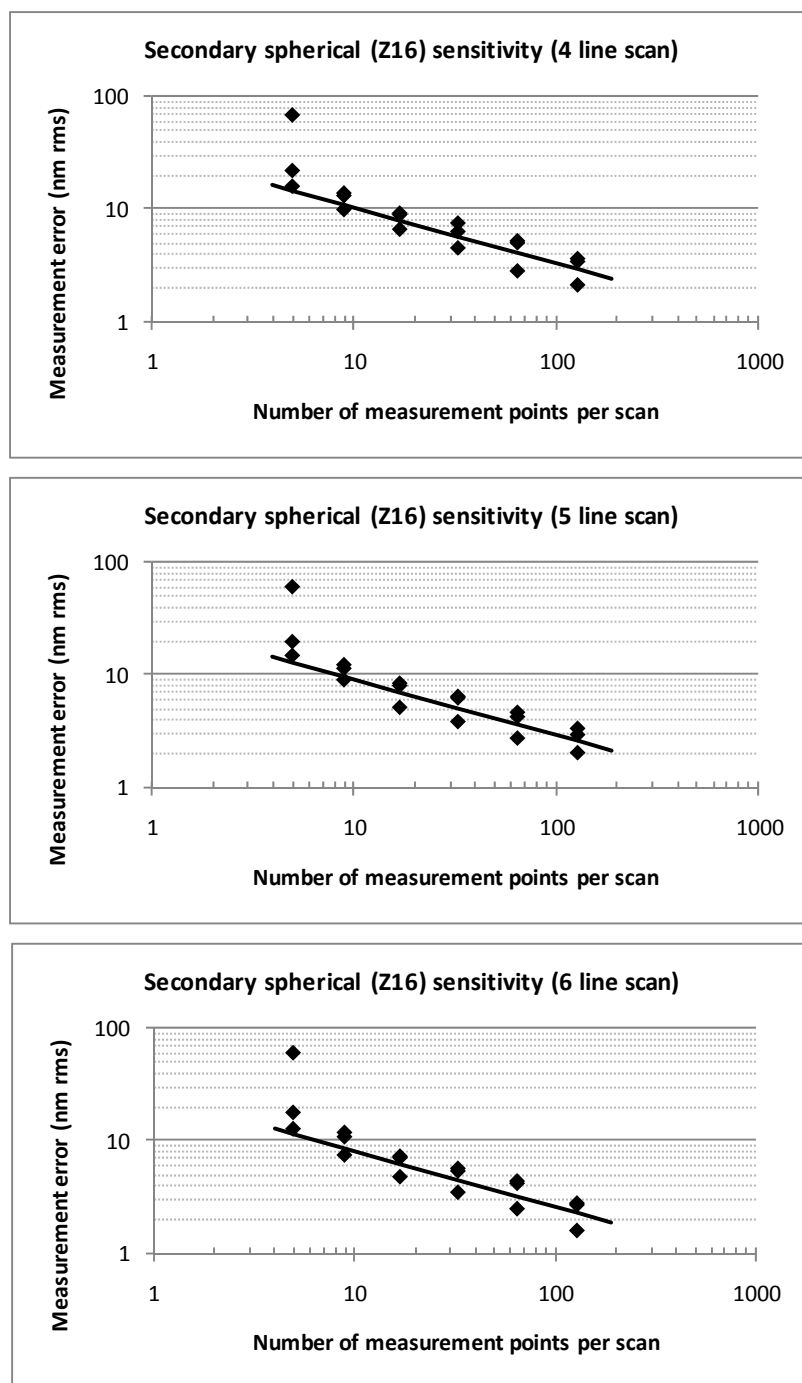 Secondary spherical (Z16) sensitivity (4 line scan)
Measurement error (nm rms)
100
10
1
1
10
100
1000
Number of measurement points per scan
Secondary spherical (Z16) sensitivity (5 line scan)
Measurement error (nm rms)
100
10
1
1
10
100
1000
Number of measurement points per scan
Secondary spherical (Z16) sensitivity (6 line scan)
Measurement error (nm rms)
100
10
1
1
10
100
1000
Number of measurement points per scan